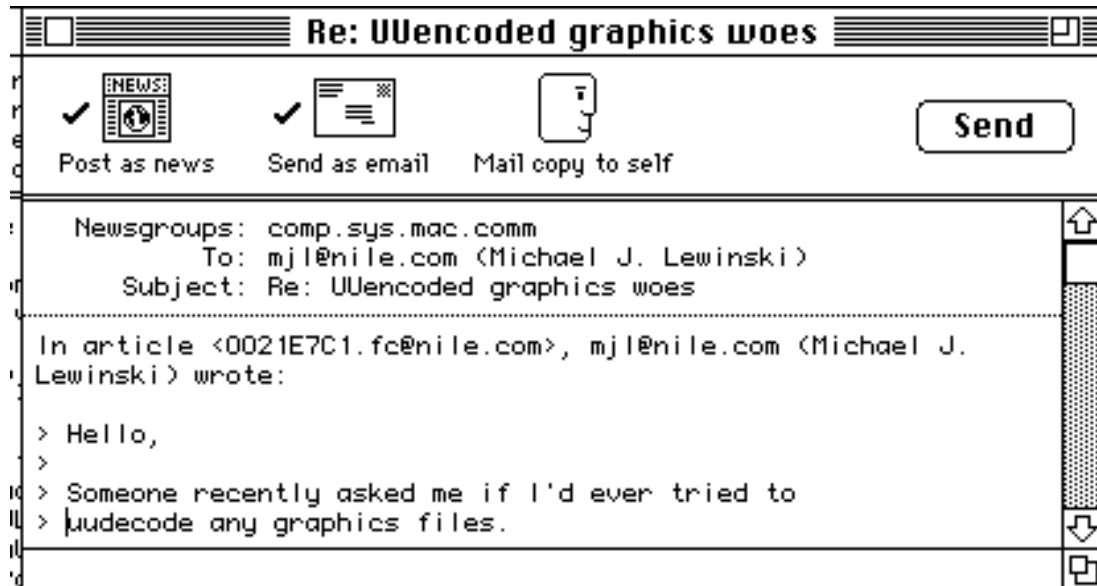 Re: UUencoded graphics woes
NEWS
Post as news
Send as email
Mail copy to self
Send
Newsgroups: comp.sys.mac.comm
To: mjl@nile.com (Michael J. Lewinski)
Subject: Re: UUencoded graphics woes
In article <0021E7C1.fc@nile.com>, mjl@nile.com (Michael J.
Lewinski) wrote:
> Hello,
>
> Someone recently asked me if I'd ever tried to
> uudecode any graphics files.